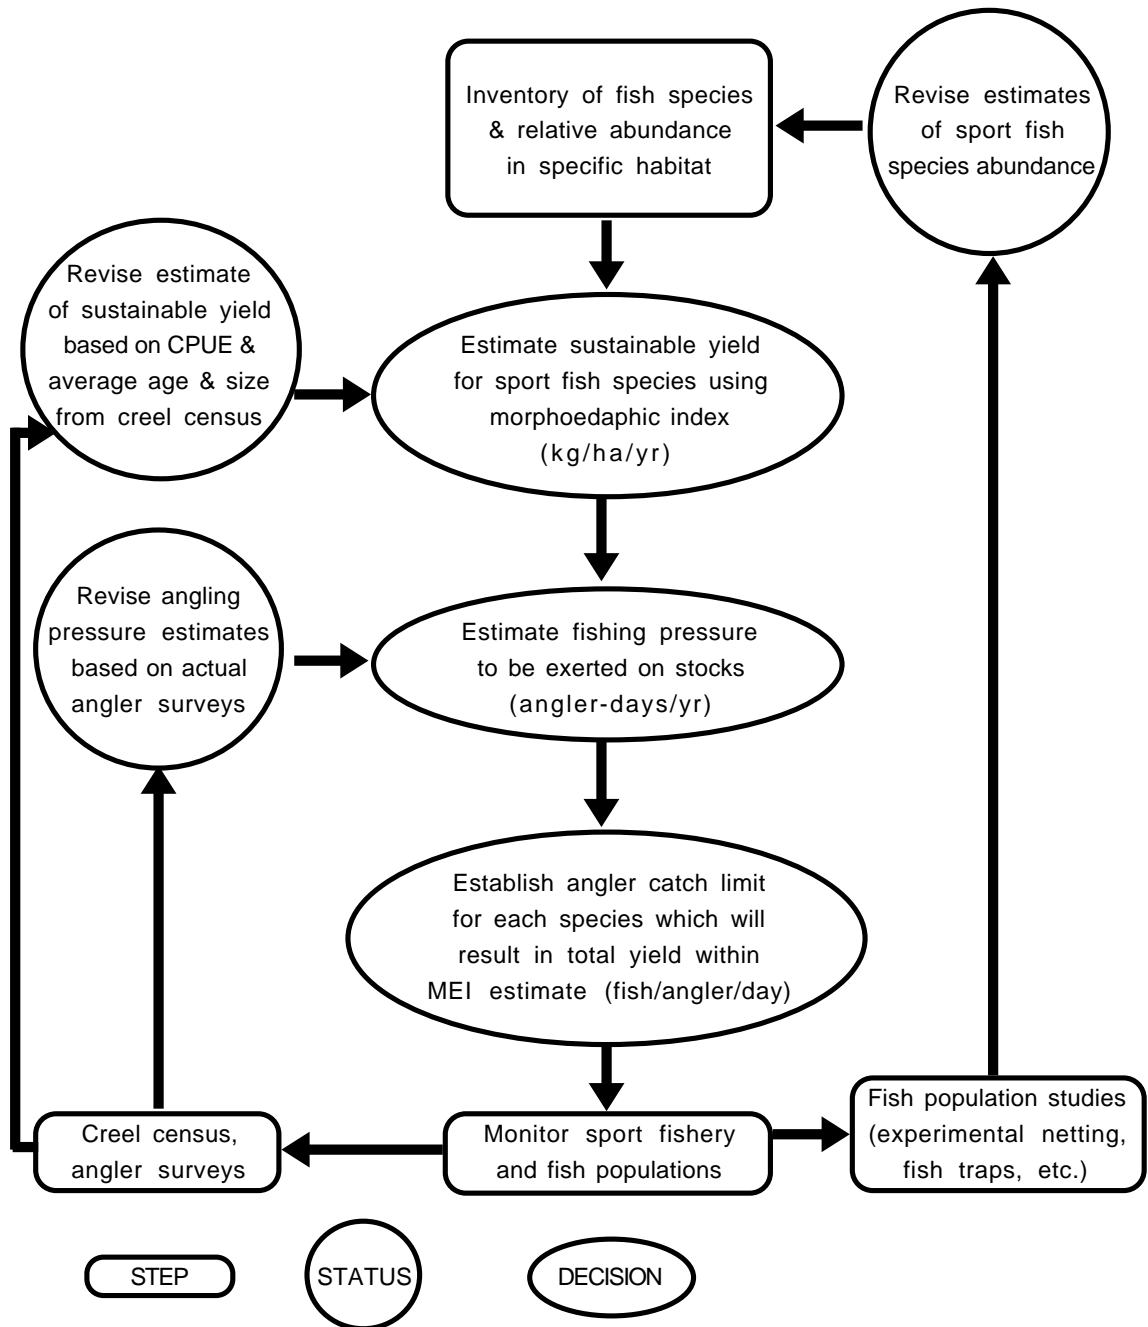 Inventory of fish species
& relative abundance
in specific habitat
Revise estimates
of sport fish
species abundance
Revise estimate
of sustainable yield
based on CPUE &
average age & size
from creel census
Estimate sustainable yield
for sport fish species using
morphoedaphic index
(kg/ha/yr)
Revise angling
pressure estimates
based on actual
angler surveys
Estimate fishing pressure
to be exerted on stocks
(angler-days/yr)
Establish angler catch limit
for each species which will
result in total yield within
MEI estimate (fish/angler/day)
Creel census,
angler surveys
Monitor sport fishery
and fish populations
Fish population studies
(experimental netting,
fish traps, etc.)
STEP
STATUS
DECISION